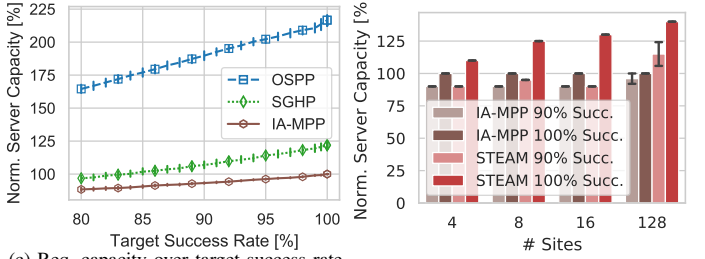 Norm. Server Capacity [%]
225
200
175
150
125
100
OSPP
SGHP
IA-MPP
80 85 90 95 100
Target Success Rate [%]
Norm. Server Capacity [%]
125
100
75
50
25
0
IA-MPP 90% Succ.
IA-MPP 100% Succ.
STEAM 90% Succ.
STEAM 100% Succ.
4 8 16 128
# Sites
Req. capacity over target success rate